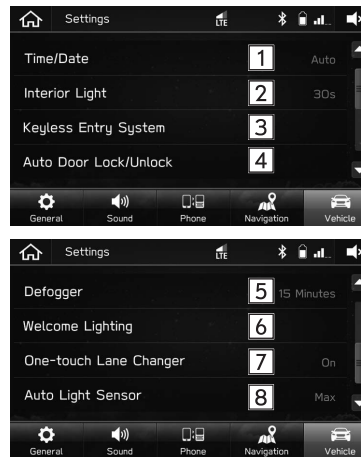 Settings LTE
Time/Date 1 Auto
Interior Light 2 30s
Keyless Entry System 3
Auto Door Lock/Unlock 4
General Sound Phone Navigation Vehicle
Settings LTE
Defogger 5 15 Minutes
Welcome Lighting 6
One-touch Lane Changer 7 On
Auto Light Sensor 8 Max
General Sound Phone Navigation Vehicle